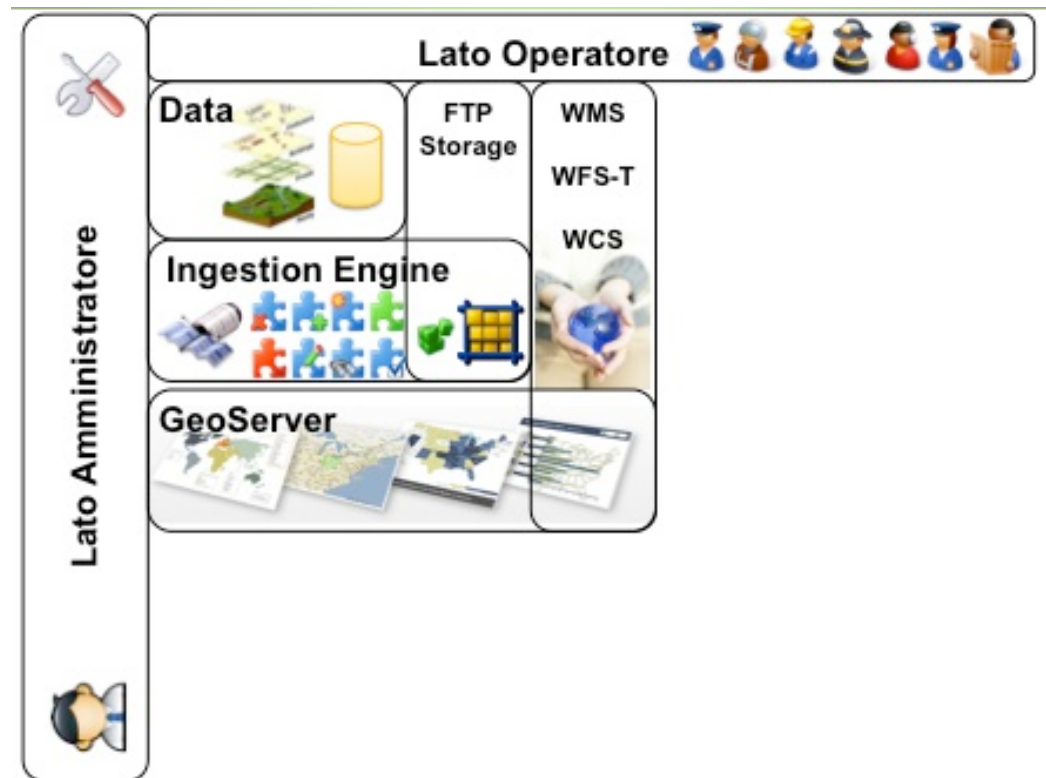 Lato Operatore
Lato Amministratore
Data
FTP
Storage
WMS
WFS-T
WCS
Ingestion Engine
GeoServer